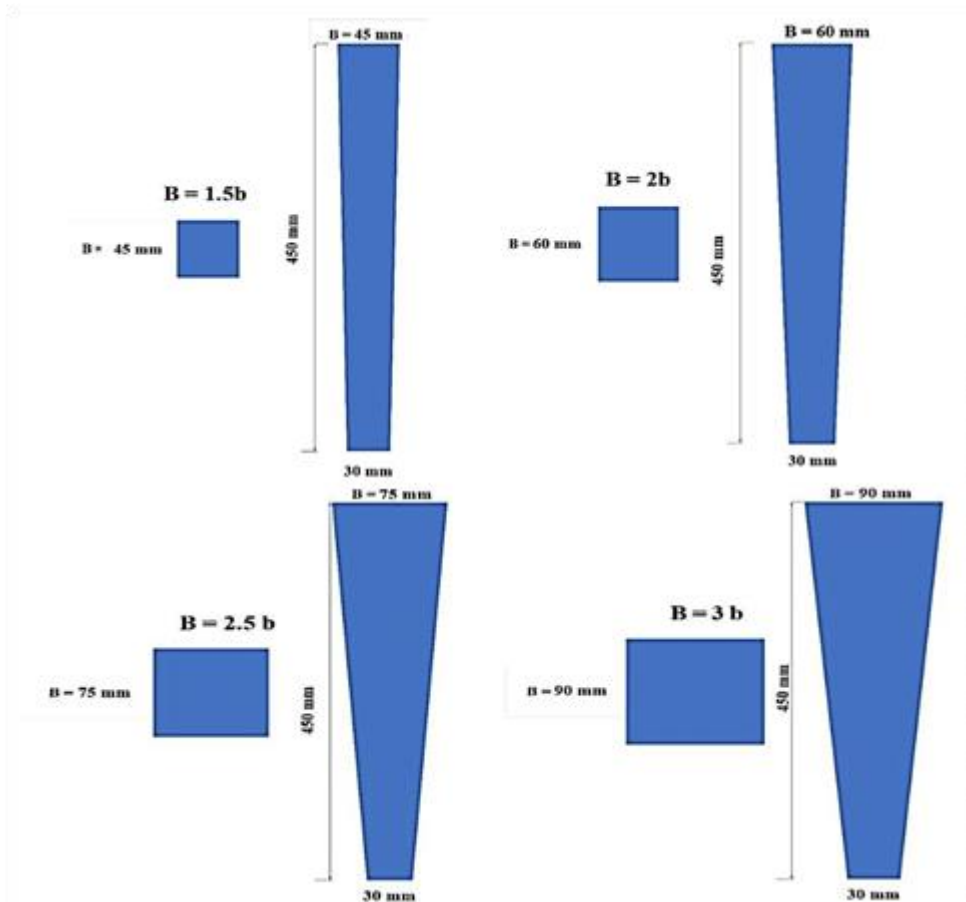 B = 45 mm
B = 1.5b
B = 45 mm
450 mm
30 mm
B = 60 mm
B = 2b
B = 60 mm
450 mm
30 mm
B = 75 mm
B = 2.5 b
B = 75 mm
450 mm
30 mm
B = 90 mm
B = 3 b
B = 90 mm
450 mm
30 mm